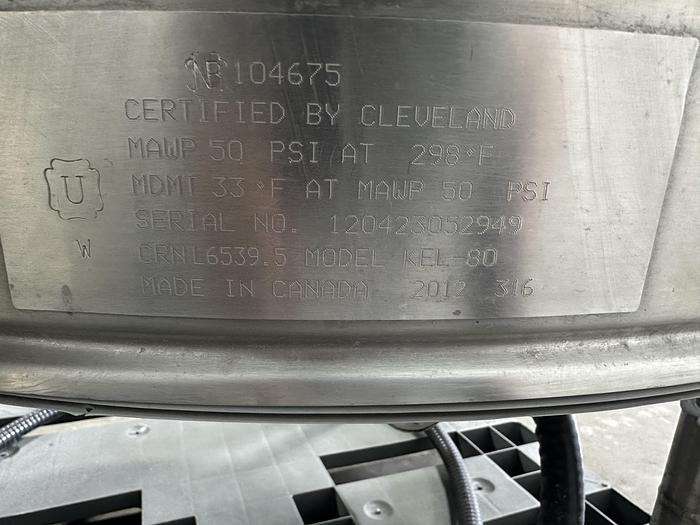 NB 104675
CERTIFIED BY CLEVELAND
MAWP 50 PSI AT 298°F
U
MDMT 33°F AT MAWP 50 PSI
SERIAL NO. 120423052949
W
CRN L6539.5 MODEL KEL-80
MADE IN CANADA 2012 316